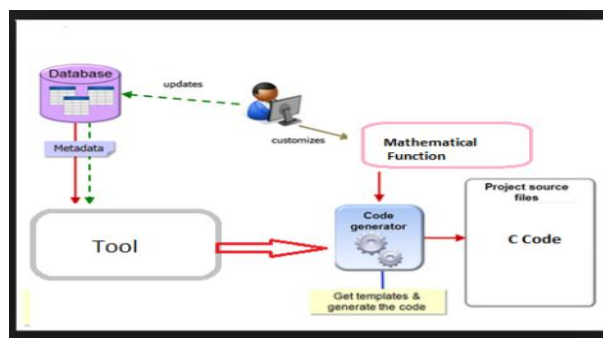 Database
updates
Metadata
customizes
Mathematical
Function
Tool
Code
generator
Project source
files
C Code
Get templates &
generate the code